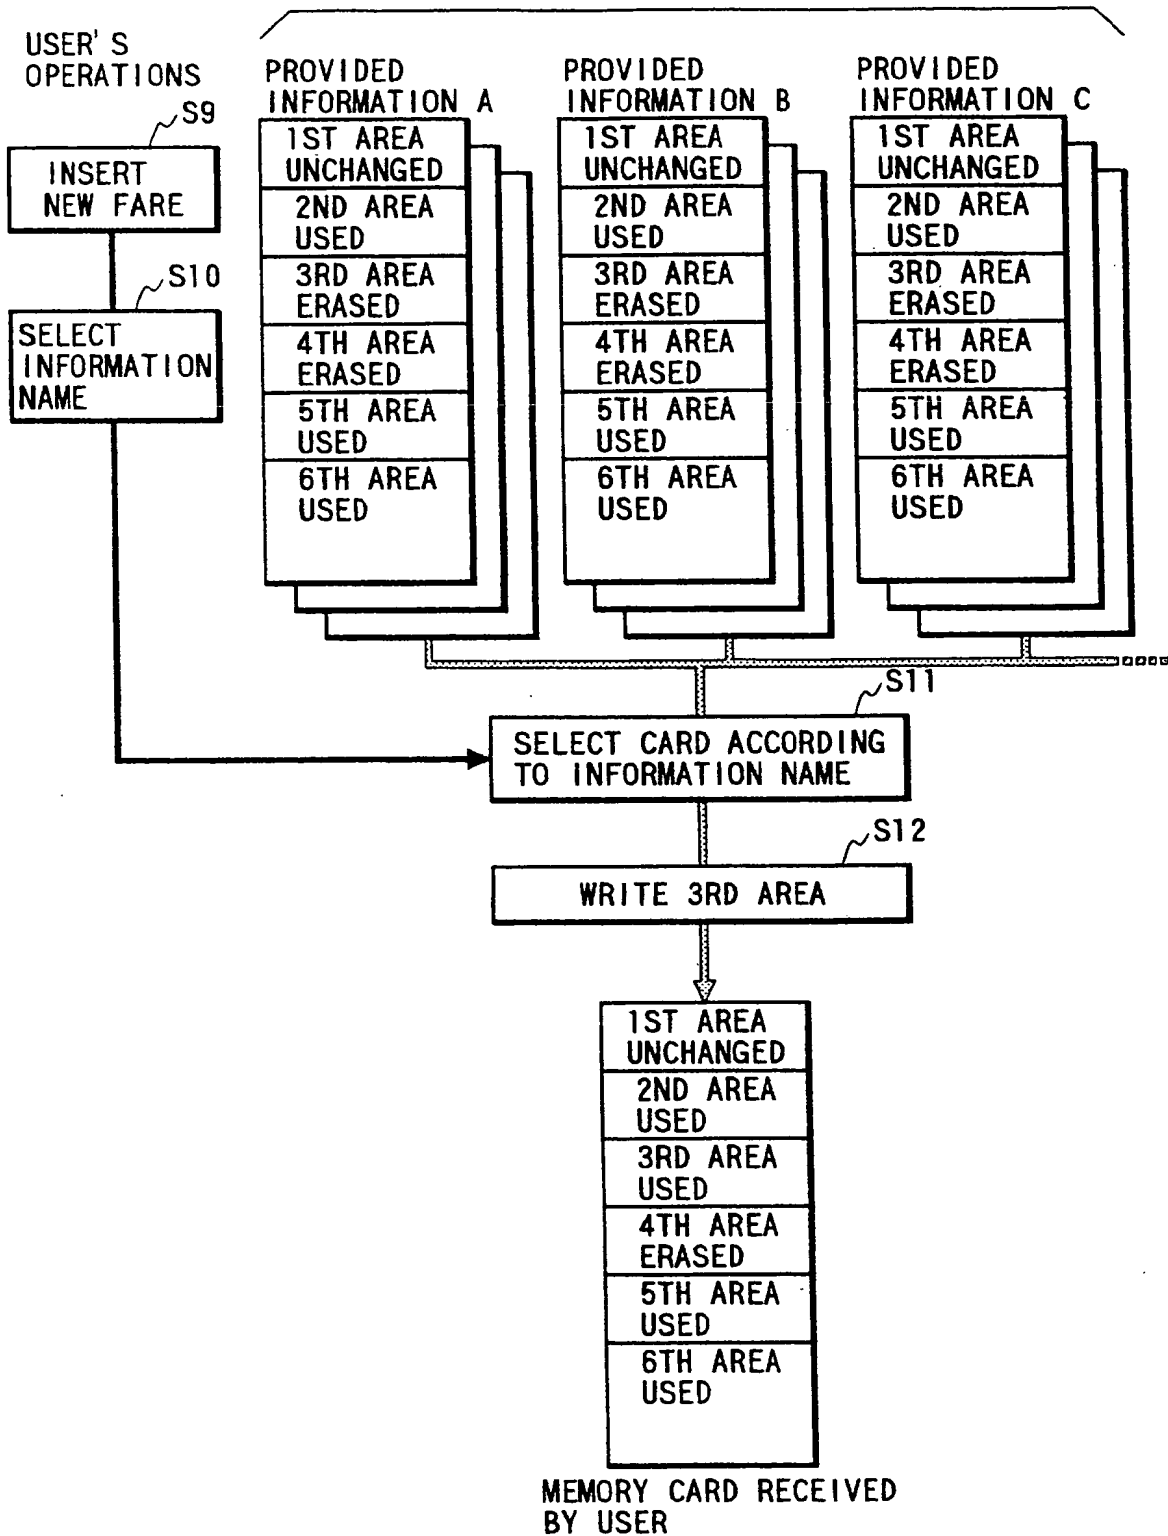 USER'S
OPERATIONS
S9
INSERT
NEW FARE
S10
SELECT
INFORMATION
NAME
PROVIDED
INFORMATION A
1ST AREA
UNCHANGED
2ND AREA
USED
3RD AREA
ERASED
4TH AREA
ERASED
5TH AREA
USED
6TH AREA
USED
PROVIDED
INFORMATION B
1ST AREA
UNCHANGED
2ND AREA
USED
3RD AREA
ERASED
4TH AREA
ERASED
5TH AREA
USED
6TH AREA
USED
PROVIDED
INFORMATION C
1ST AREA
UNCHANGED
2ND AREA
USED
3RD AREA
ERASED
4TH AREA
ERASED
5TH AREA
USED
6TH AREA
USED
S11
SELECT CARD ACCORDING
TO INFORMATION NAME
S12
WRITE 3RD AREA
1ST AREA
UNCHANGED
2ND AREA
USED
3RD AREA
USED
4TH AREA
ERASED
5TH AREA
USED
6TH AREA
USED
MEMORY CARD RECEIVED
BY USER